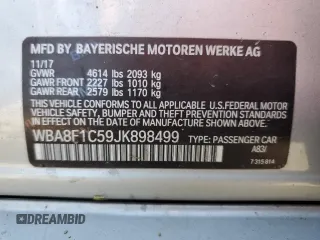 MFD BY BAYERISCHE MOTOREN WERKE AG
11/17
GVWR 4614 lbs 2093 kg
GAWR FRONT 2227 lbs 1010 kg
GAWR REAR 2579 lbs 1170 kg
THIS VEHICLE CONFORMS TO ALL APPLICABLE U.S. FEDERAL MOTOR
VEHICLE SAFETY, BUMPER, AND THEFT PREVENTION STANDARDS
IN EFFECT ON THE DATE OF MANUFACTURE SHOWN ABOVE.
WBA8F1C59JK898499 TYPE: PASSENGER CAR
A83/
7315814
DREAMBID